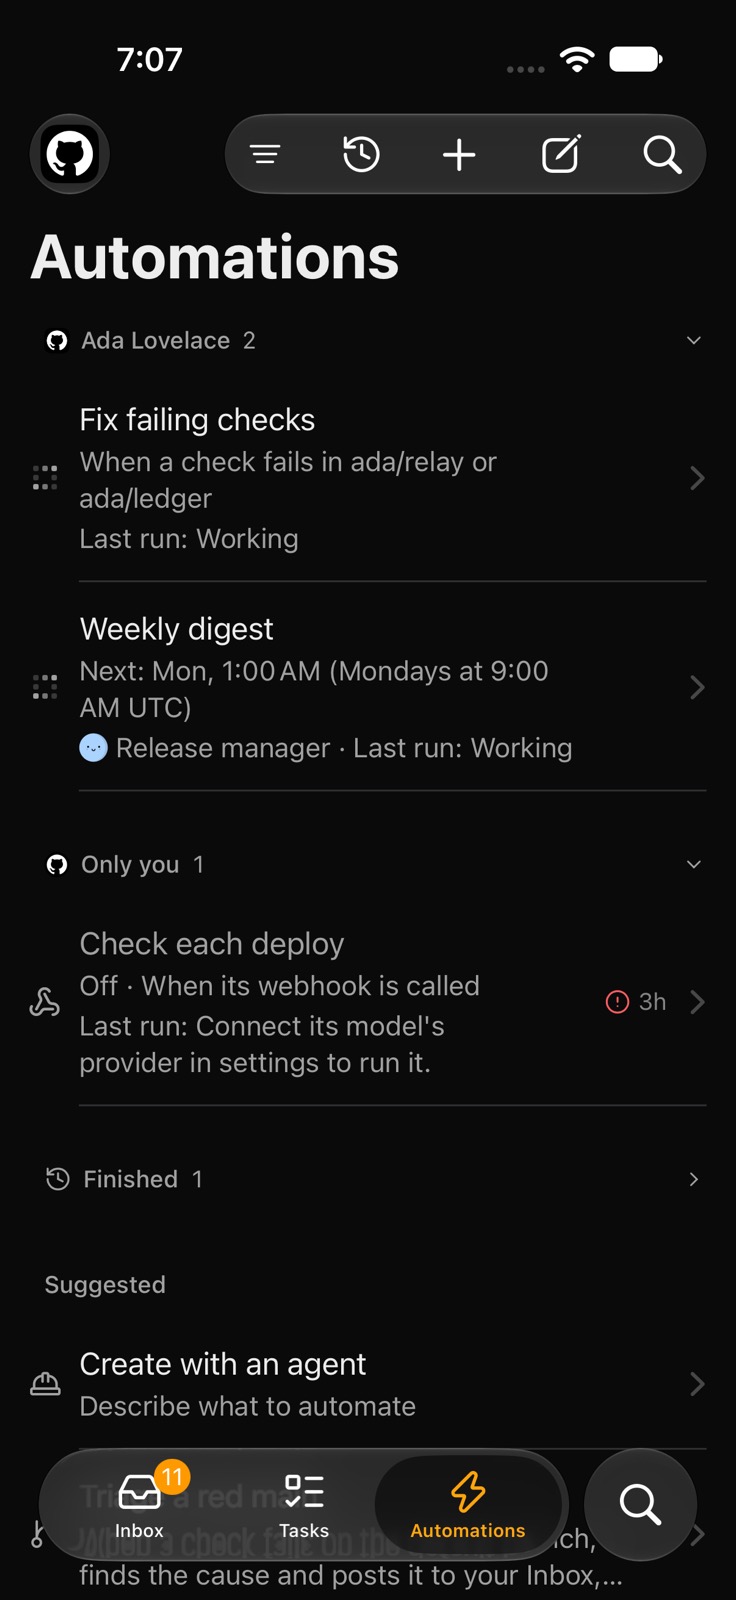 7:07
Automations
Ada Lovelace 2
Fix failing checks
When a check fails in ada/relay or
ada/ledger
Last run: Working
Weekly digest
Next: Mon, 1:00 AM (Mondays at 9:00
AM UTC)
Release manager · Last run: Working
Only you 1
Check each deploy
Off · When its webhook is called
3h
Last run: Connect its model's
provider in settings to run it.
Finished 1
Suggested
Create with an agent
Describe what to automate
Triage a red
11
Inbox
Tasks
Automations
finds the cause and posts it to your Inbox,...